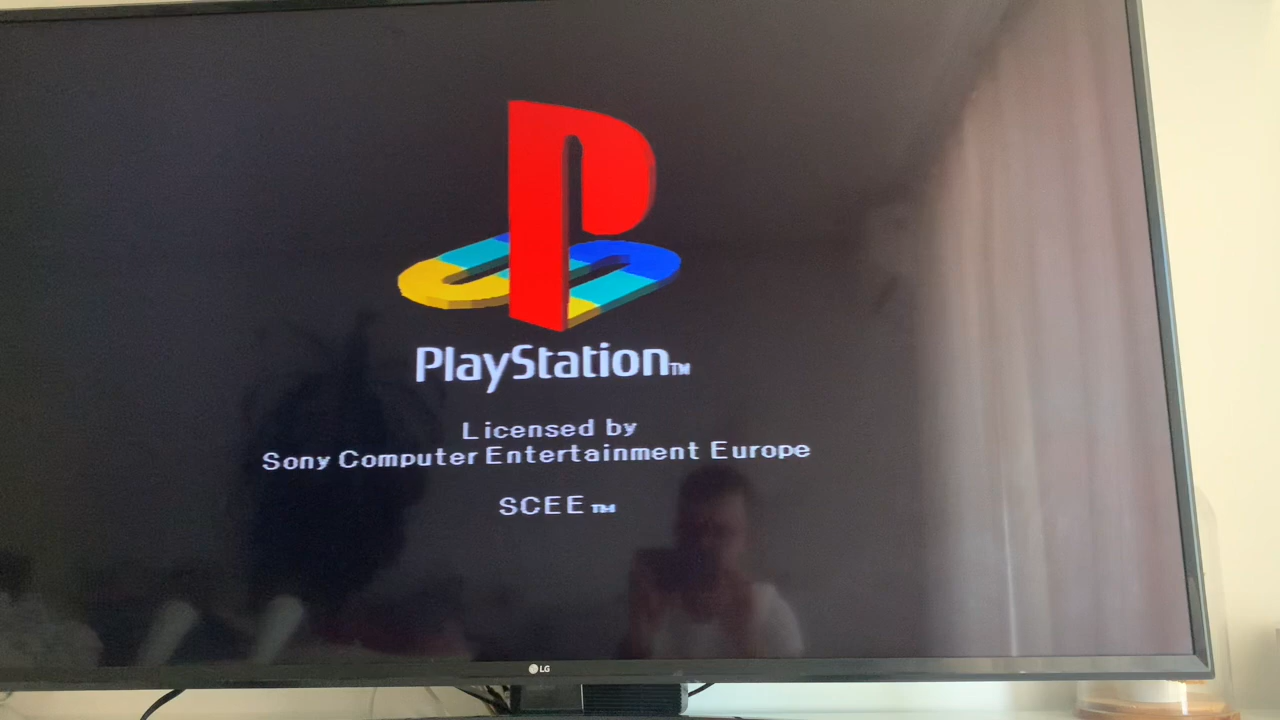 PlayStation™
Licensed by
Sony Computer Entertainment Europe
SCEE™
LG